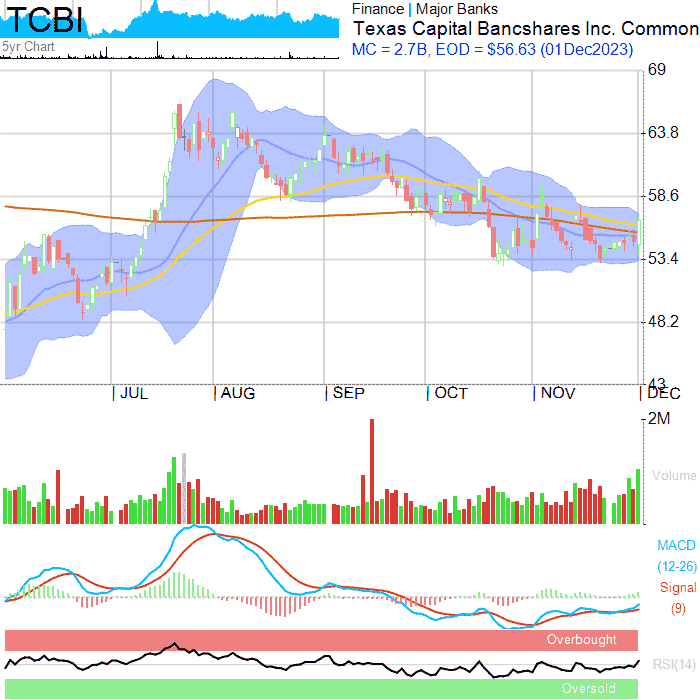 TCBI
Finance | Major Banks
Texas Capital Bancshares Inc. Common
5yr Chart
MC = 2.7B, EOD = $56.63 (01Dec2023)
69
63.8
58.6
53.4
48.2
43
JUL AUG SEP OCT NOV DEC
2M
Volume
MACD
(12-26)
Signal
(9)
Overbought
RSI(14)
Oversold